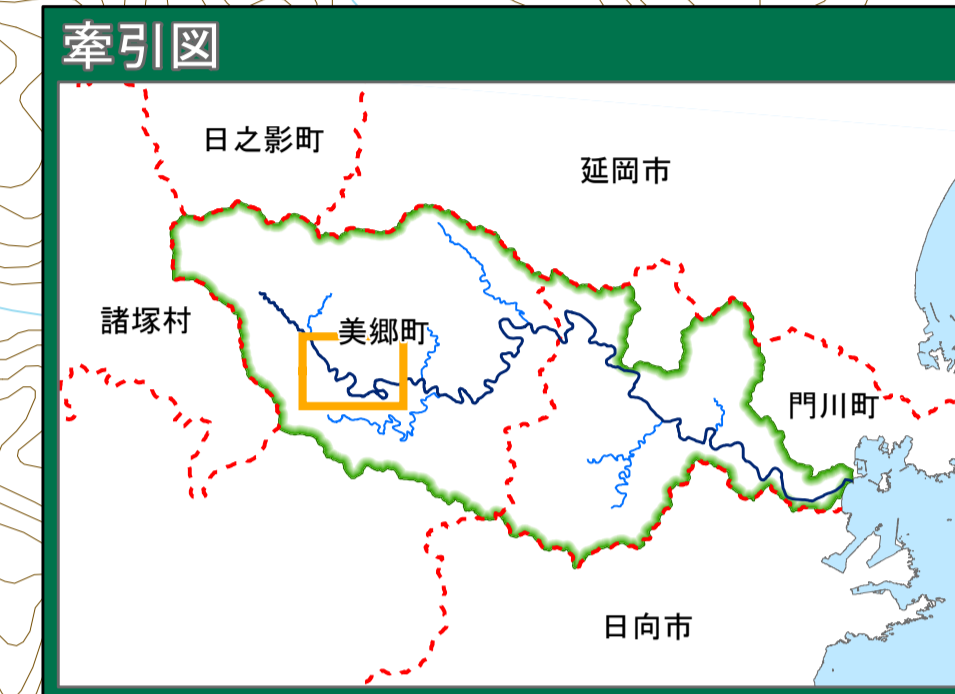 牽引図
日之影町
延岡市
諸塚村
美郷町
門川町
日向市